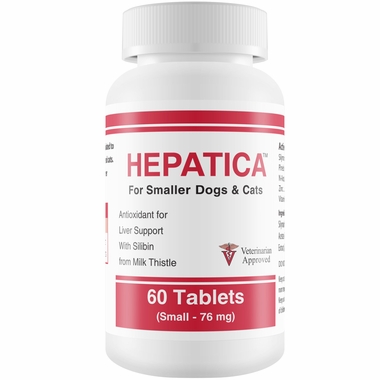 HEPATICA™
For Smaller Dogs & Cats
Antioxidant for
Liver Support
With Silibin
from Milk Thistle
Veterinarian
Approved
60 Tablets
(Small - 76 mg)